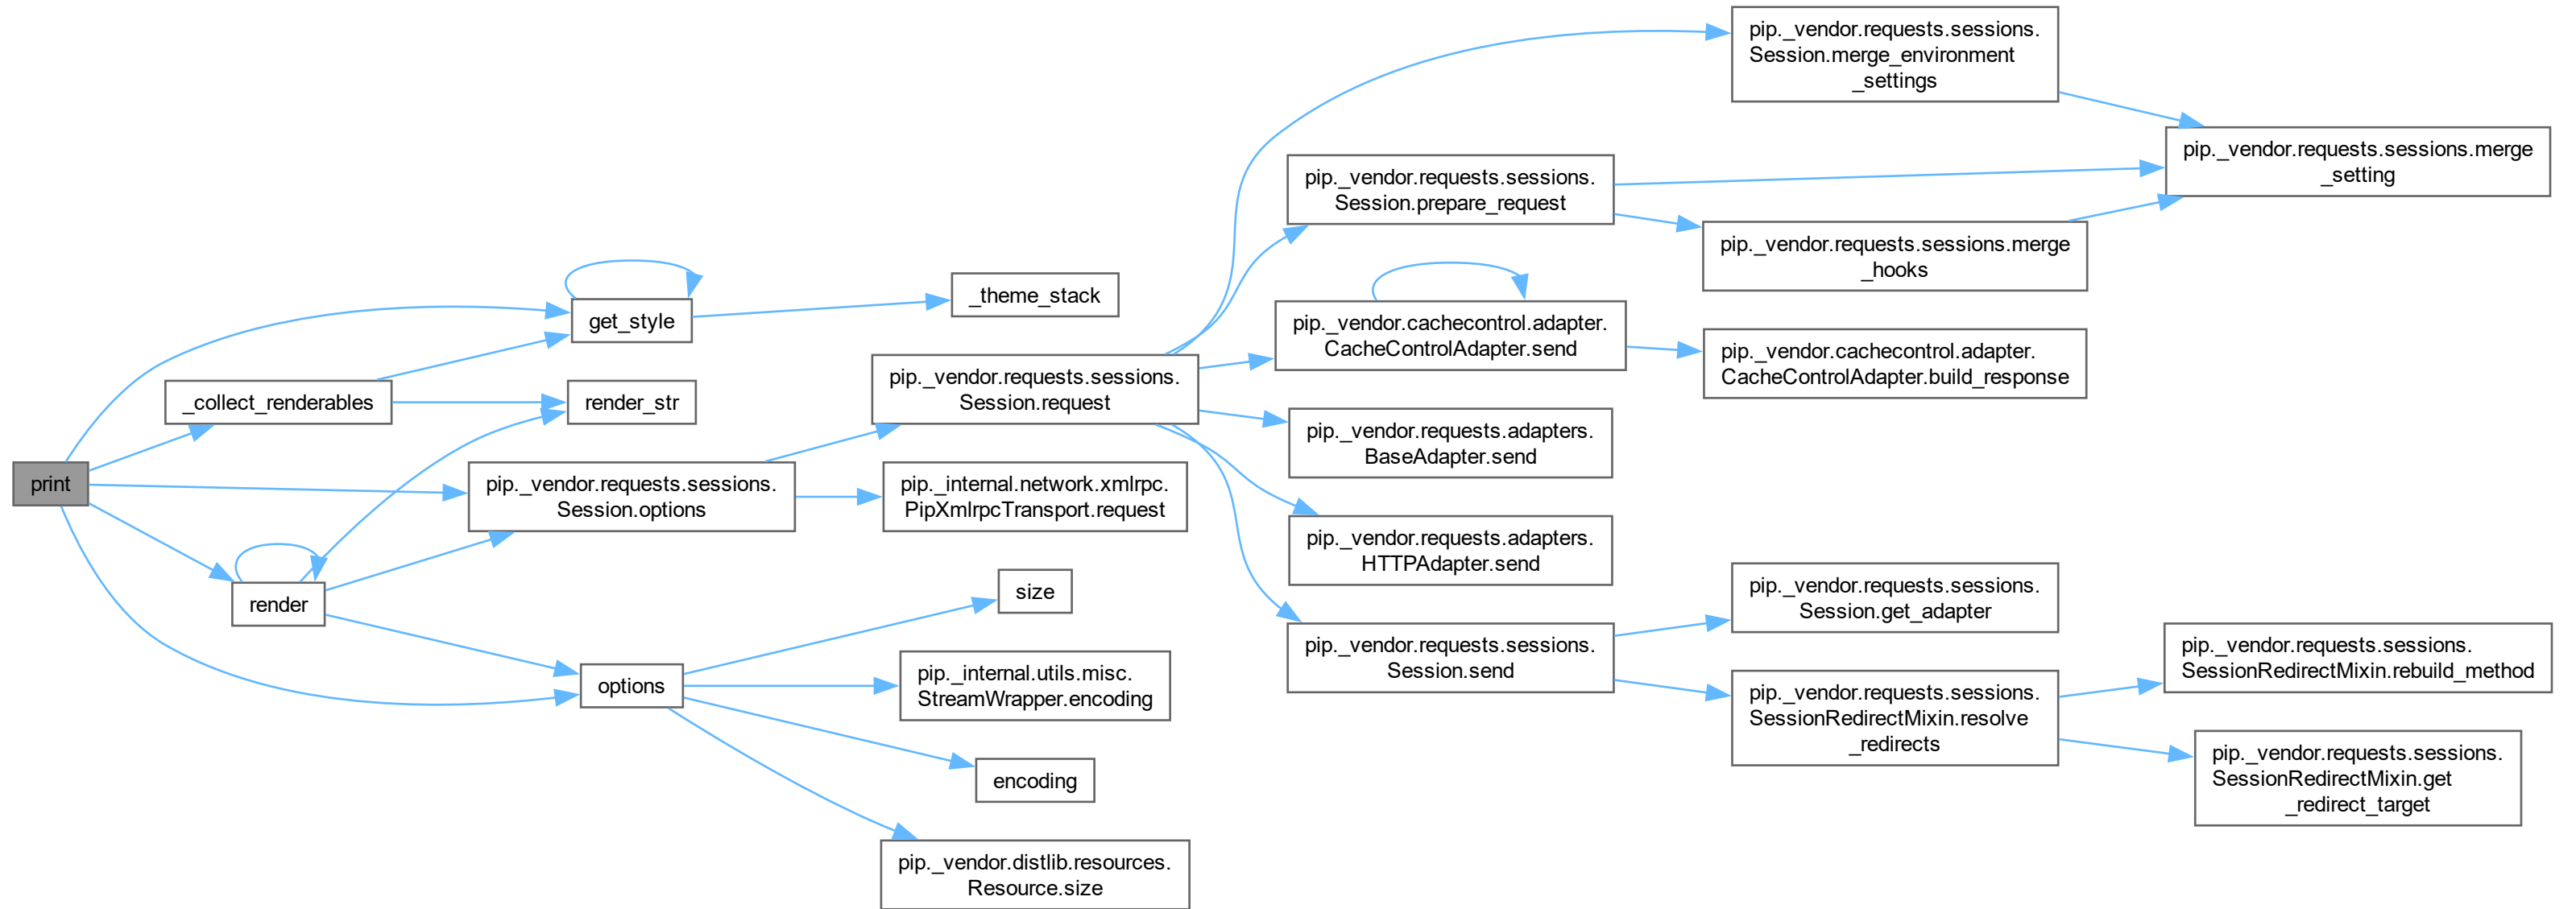 print
_collect_renderables
get_style
render_str
pip._vendor.requests.sessions.
Session.options
render
options
_theme_stack
pip._vendor.requests.sessions.
Session.request
pip._internal.network.xmlrpc.
PipXmlrpcTransport.request
size
pip._internal.utils.misc.
StreamWrapper.encoding
encoding
pip._vendor.distlib.resources.
Resource.size
pip._vendor.requests.sessions.
Session.prepare_request
pip._vendor.cachecontrol.adapter.
CacheControlAdapter.send
pip._vendor.requests.adapters.
BaseAdapter.send
pip._vendor.requests.adapters.
HTTPAdapter.send
pip._vendor.requests.sessions.
Session.send
pip._vendor.requests.sessions.
Session.merge_environment
_settings
pip._vendor.requests.sessions.merge
_hooks
pip._vendor.cachecontrol.adapter.
CacheControlAdapter.build_response
pip._vendor.requests.sessions.
Session.get_adapter
pip._vendor.requests.sessions.
SessionRedirectMixin.resolve
_redirects
pip._vendor.requests.sessions.merge
_setting
pip._vendor.requests.sessions.
SessionRedirectMixin.rebuild_method
pip._vendor.requests.sessions.
SessionRedirectMixin.get
_redirect_target